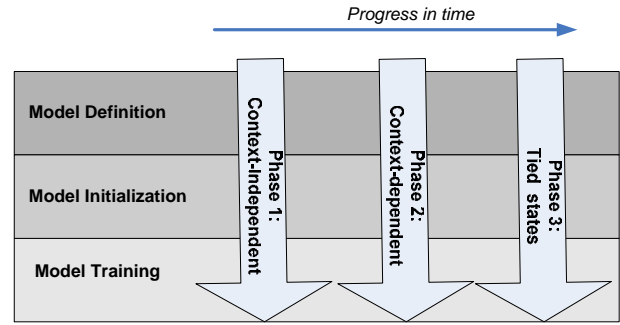 Progress in time
Model Definition
Model Initialization
Model Training
Phase 1:
Context-Independent
Phase 2:
Context-dependent
Phase 3:
Tied states